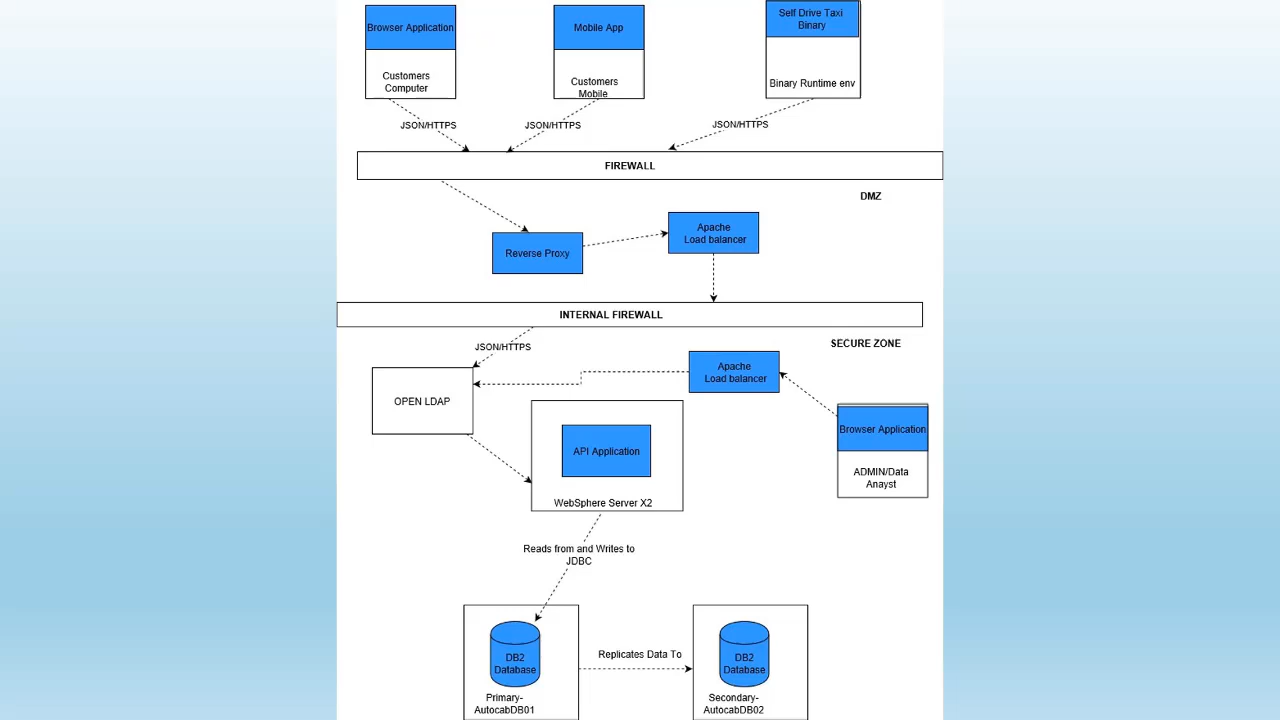 Browser Application
Customers
Computer
Mobile App
Customers
Mobile
Self Drive Taxi
Binary
Binary Runtime env
JSON/HTTPS
JSON/HTTPS
JSON/HTTPS
FIREWALL
DMZ
Reverse Proxy
Apache
Load balancer
INTERNAL FIREWALL
SECURE ZONE
JSON/HTTPS
OPEN LDAP
Apache
Load balancer
Browser Application
ADMIN/Data
Anayst
API Application
WebSphere Server X2
Reads from and Writes to
JDBC
DB2
Database
Primary-
AutocabDB01
Replicates Data To
DB2
Database
Secondary-
AutocabDB02